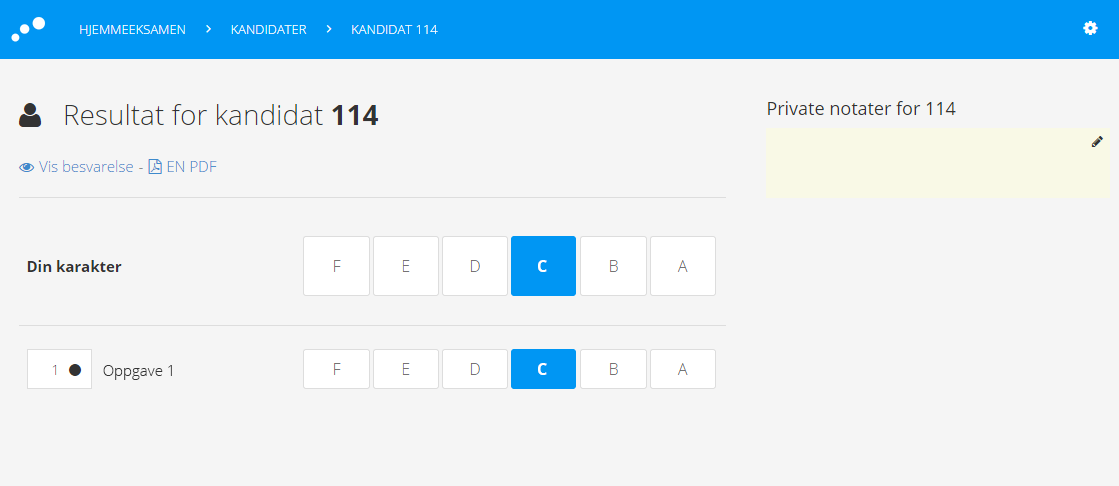 HJEMMEEKSAMEN > KANDIDATER > KANDIDAT 114
Resultat for kandidat 114
Vis besvarelse - EN PDF
Private notater for 114
Din karakter F E D C B A
1 ● Oppgave 1 F E D C B A